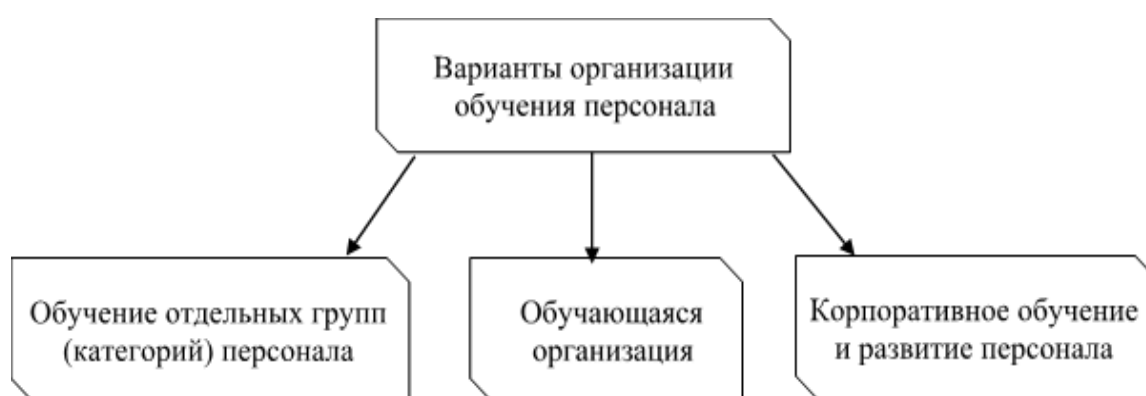 Варианты организации
обучения персонала
Обучение отдельных групп
(категорий) персонала
Обучающаяся
организация
Корпоративное обучение
и развитие персонала